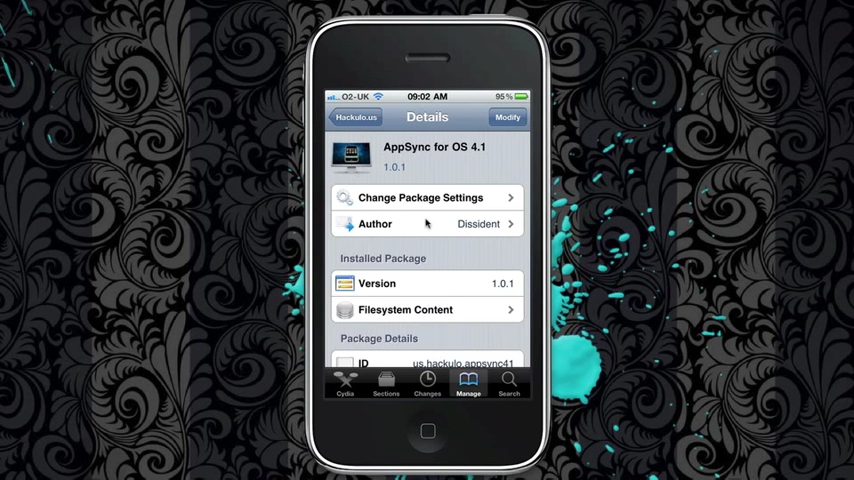 O2-UK 09:02 AM 95%
Hackulo.us Details Modify
AppSync for OS 4.1
1.0.1
Change Package Settings
Author Dissident
Installed Package
Version 1.0.1
Filesystem Content
Package Details
ID us.hackulo.appsync41
Cydia Sections Changes Manage Search